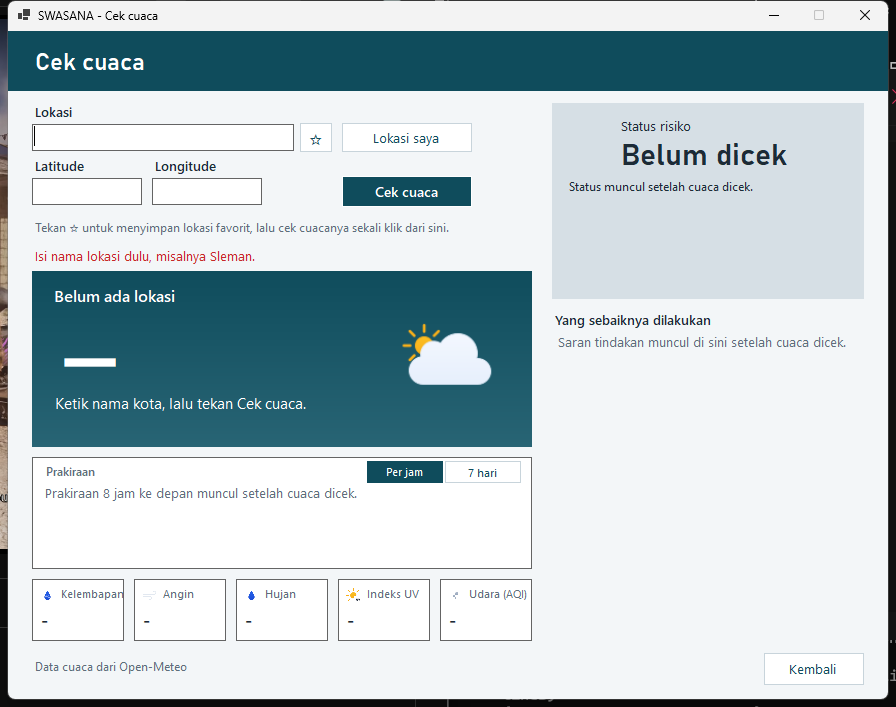 SWASANA - Cek cuaca
Cek cuaca
Lokasi
☆
Lokasi saya
Latitude
Longitude
Cek cuaca
Tekan ☆ untuk menyimpan lokasi favorit, lalu cek cuacanya sekali klik dari sini.
Isi nama lokasi dulu, misalnya Sleman.
Belum ada lokasi
—
Ketik nama kota, lalu tekan Cek cuaca.
Prakiraan
Per jam
7 hari
Prakiraan 8 jam ke depan muncul setelah cuaca dicek.
Kelembapan
-
Angin
-
Hujan
-
Indeks UV
-
Udara (AQI)
-
Data cuaca dari Open-Meteo
Status risiko
Belum dicek
Status muncul setelah cuaca dicek.
Yang sebaiknya dilakukan
Saran tindakan muncul di sini setelah cuaca dicek.
Kembali